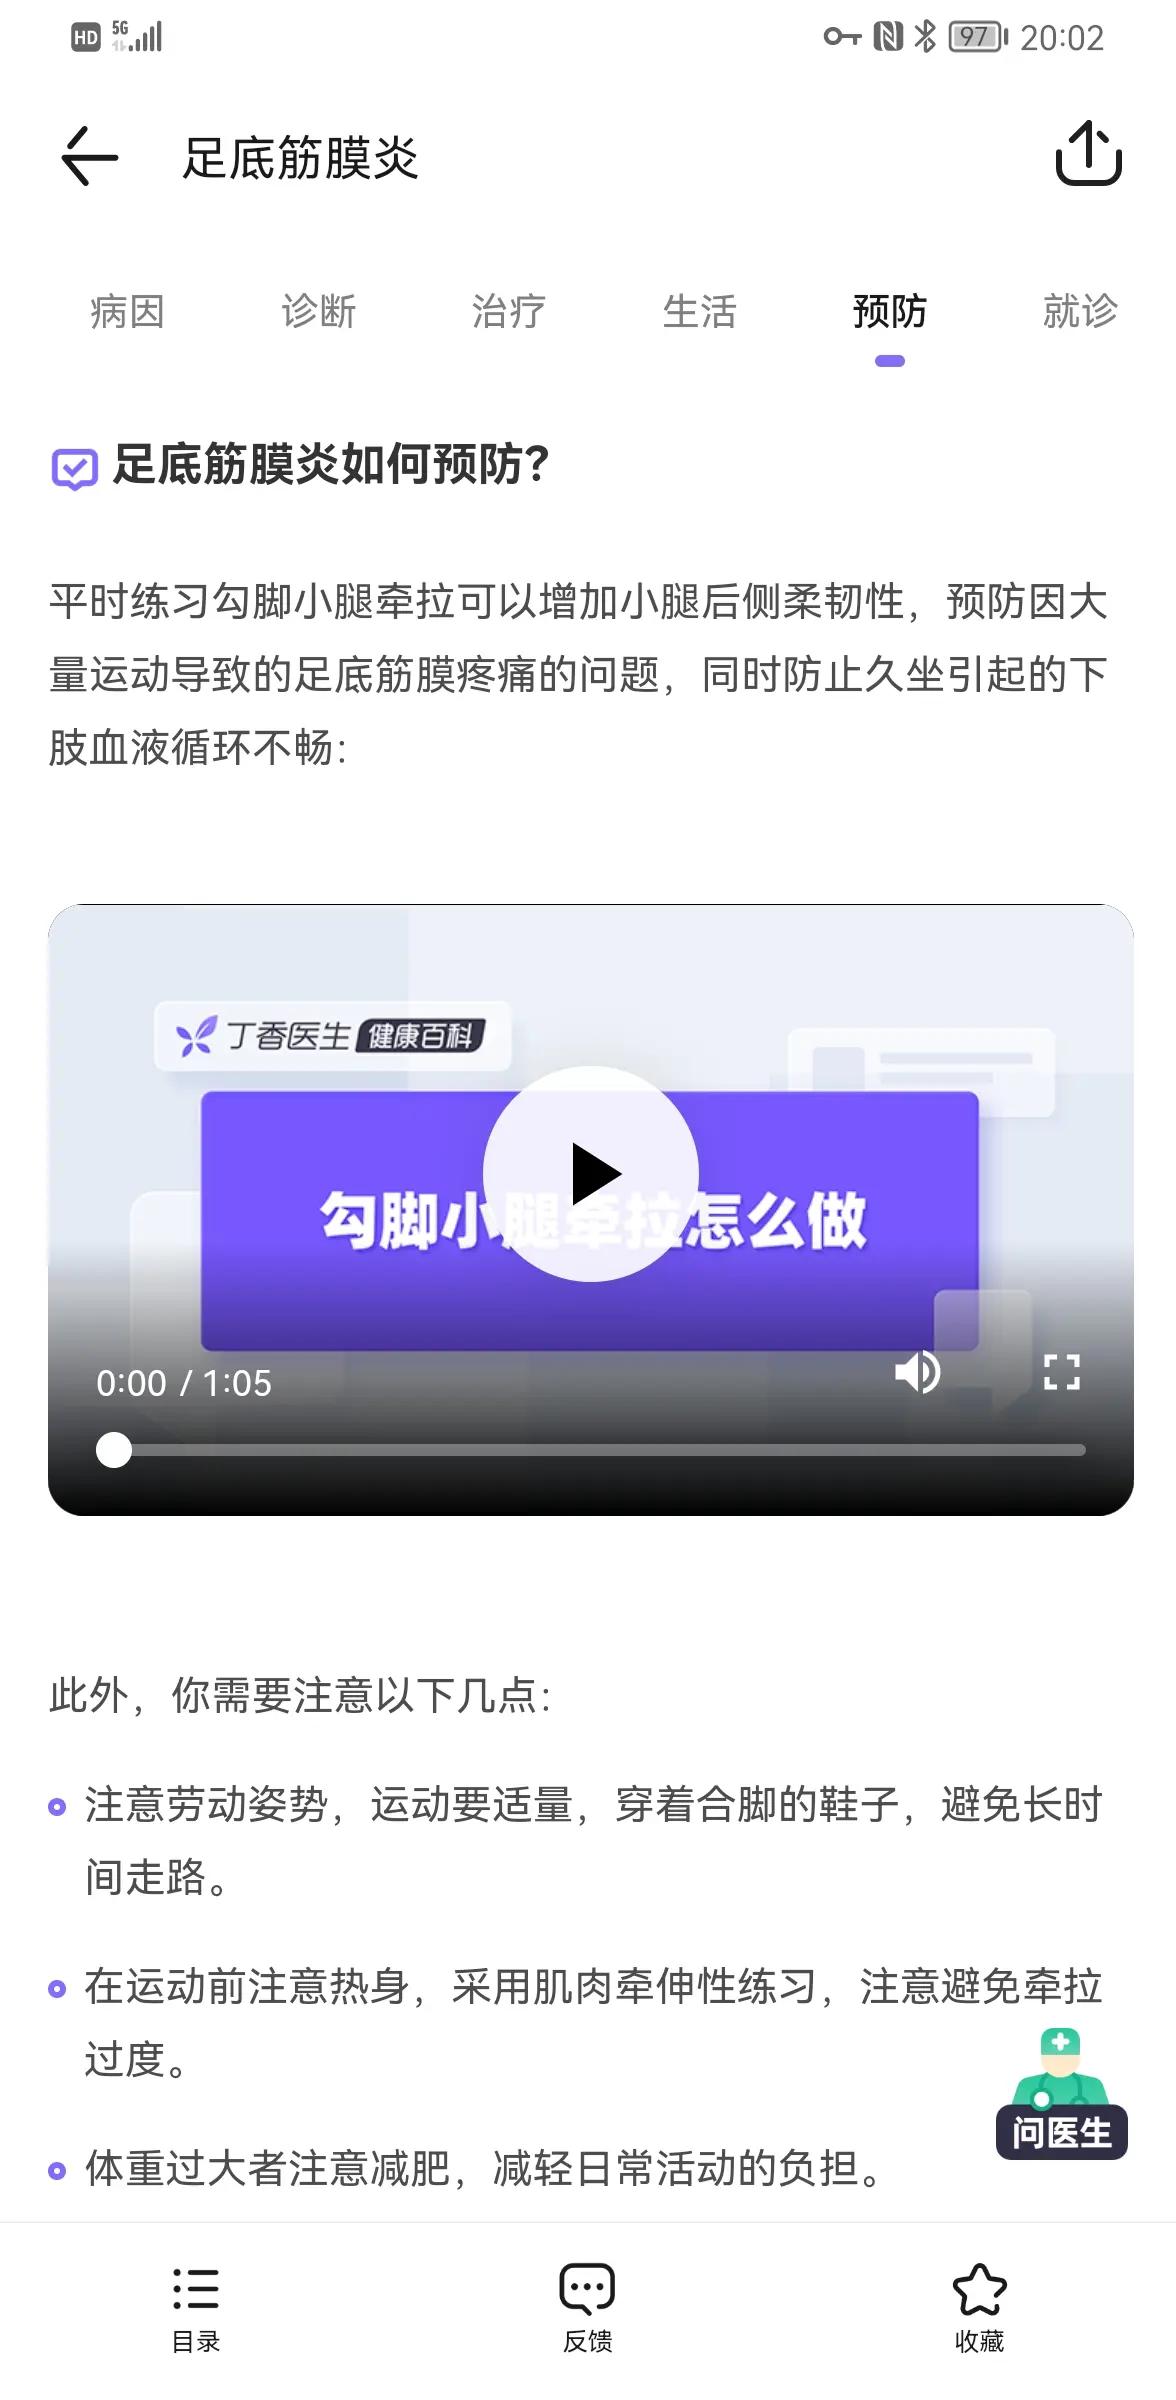 HD 5G 97 20:02
足底筋膜炎
病因 诊断 治疗 生活 预防 就诊
足底筋膜炎如何预防？
平时练习勾脚小腿牵拉可以增加小腿后侧柔韧性，预防因大
量运动导致的足底筋膜疼痛的问题，同时防止久坐引起的下
肢血液循环不畅：
丁香医生 健康百科
勾脚小腿牵拉怎么做
0:00 / 1:05
此外，你需要注意以下几点：
注意劳动姿势，运动要适量，穿着合脚的鞋子，避免长时
间走路。
在运动前注意热身，采用肌肉牵伸性练习，注意避免牵拉
过度。
问医生
体重过大者注意减肥，减轻日常活动的负担。
目录 反馈 收藏